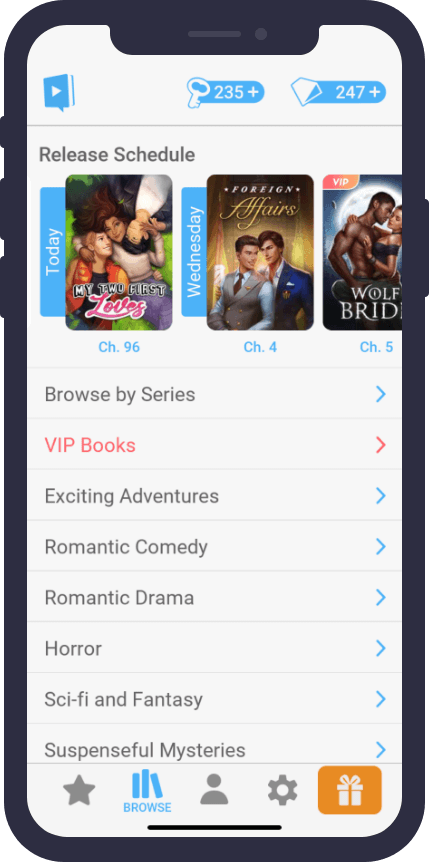 235 +
247 +
Release Schedule
Today
MY TWO FIRST
Loves
Ch. 96
Wednesday
FOREIGN
Affairs
Ch. 4
VIP
WOLF
BRIDE
Ch. 5
Browse by Series
VIP Books
Exciting Adventures
Romantic Comedy
Romantic Drama
Horror
Sci-fi and Fantasy
Suspenseful Mysteries
BROWSE